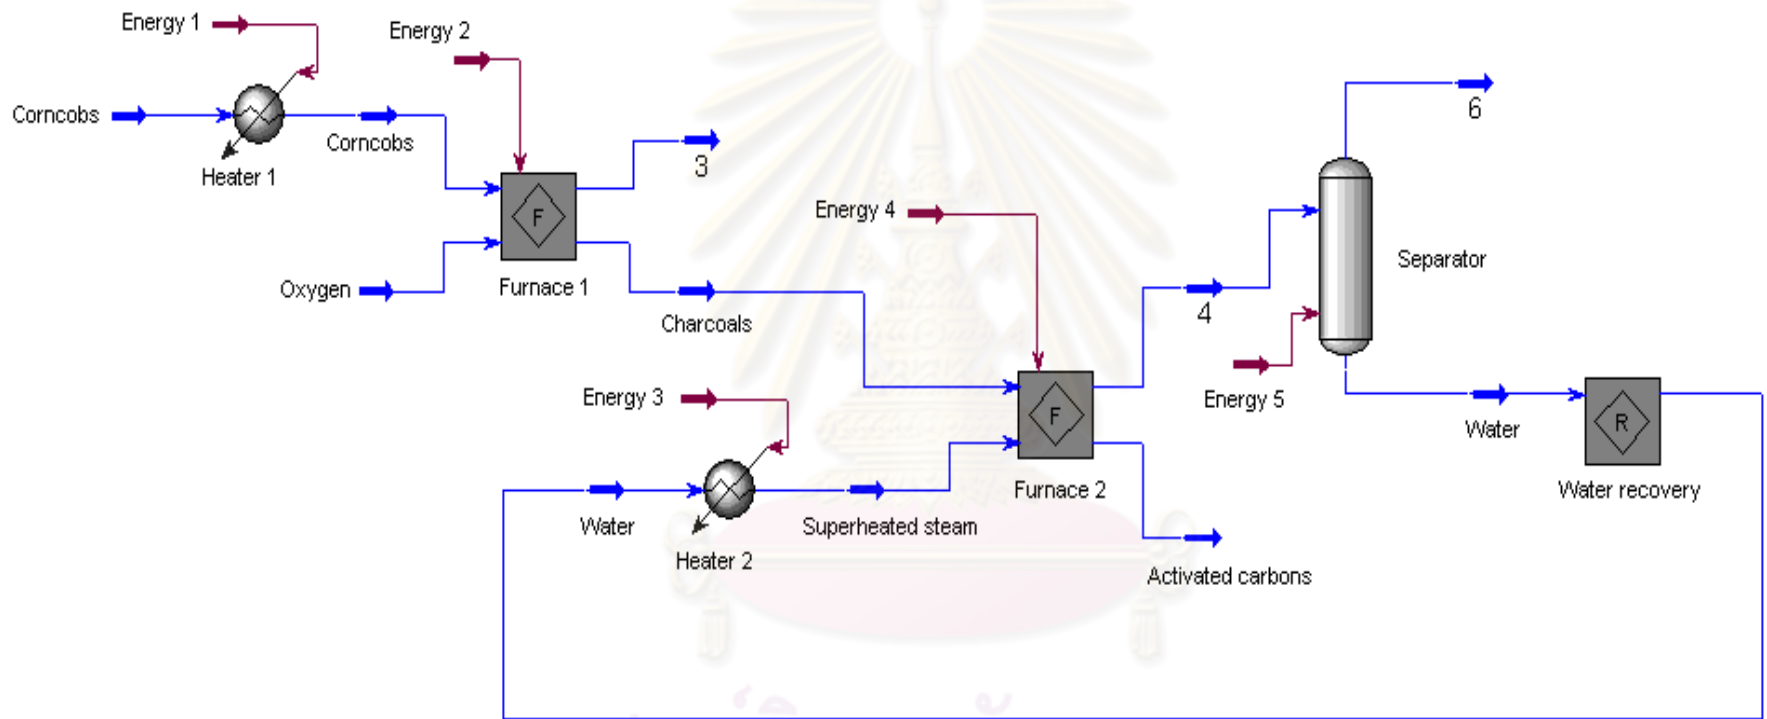 Energy 1
Energy 2
Corncobs
Corncobs
Heater 1
3
6
F
Energy 4
Separator
Oxygen
Furnace 1
Charcoals
4
Energy 3
Energy 5
F
R
Water
Furnace 2
Water recovery
Water
Superheated steam
Heater 2
Activated carbons